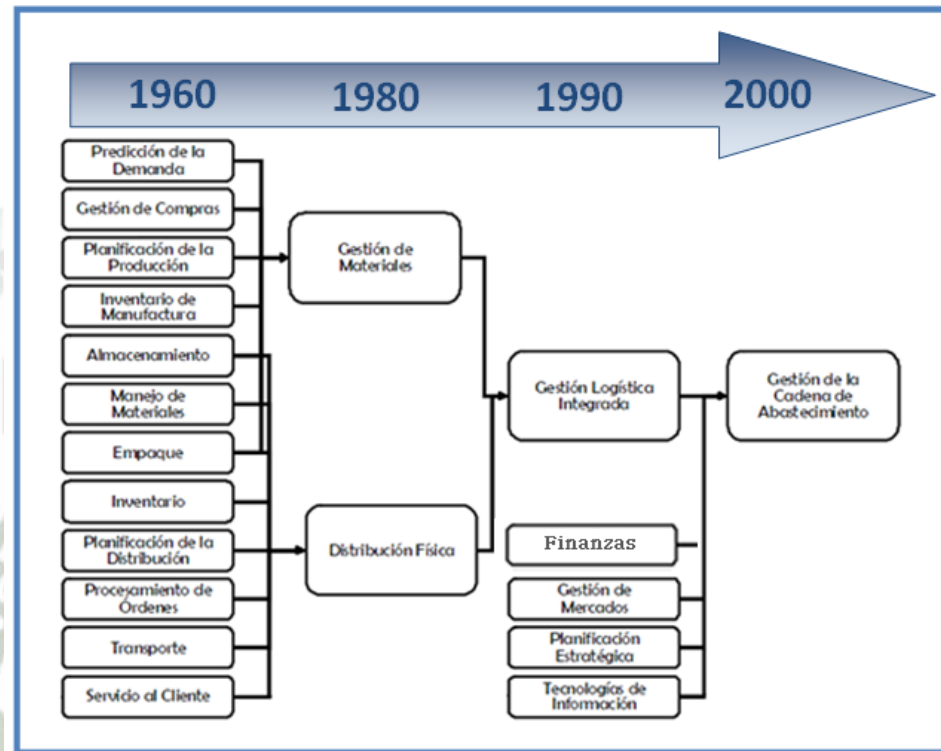 1960
1980
1990
2000
Predicción de la
Demanda
Gestión de Compras
Planificación de la
Producción
Inventario de
Manufactura
Almacenamiento
Manejo de
Materiales
Empaque
Inventario
Planificación de la
Distribución
Procesamiento de
Órdenes
Transporte
Servicio al Cliente
Gestión de
Materiales
Distribución Física
Gestión Logística
Integrada
Finanzas
Gestión de
Mercados
Planificación
Estratégica
Tecnologías de
Información
Gestión de la
Cadena de
Abastecimiento